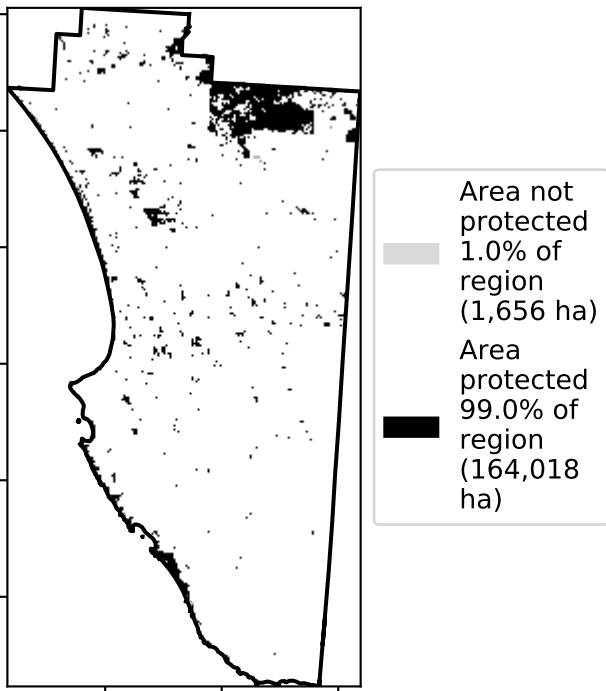 Area not
protected
1.0% of
region
(1,656 ha)
Area
protected
99.0% of
region
(164,018
ha)